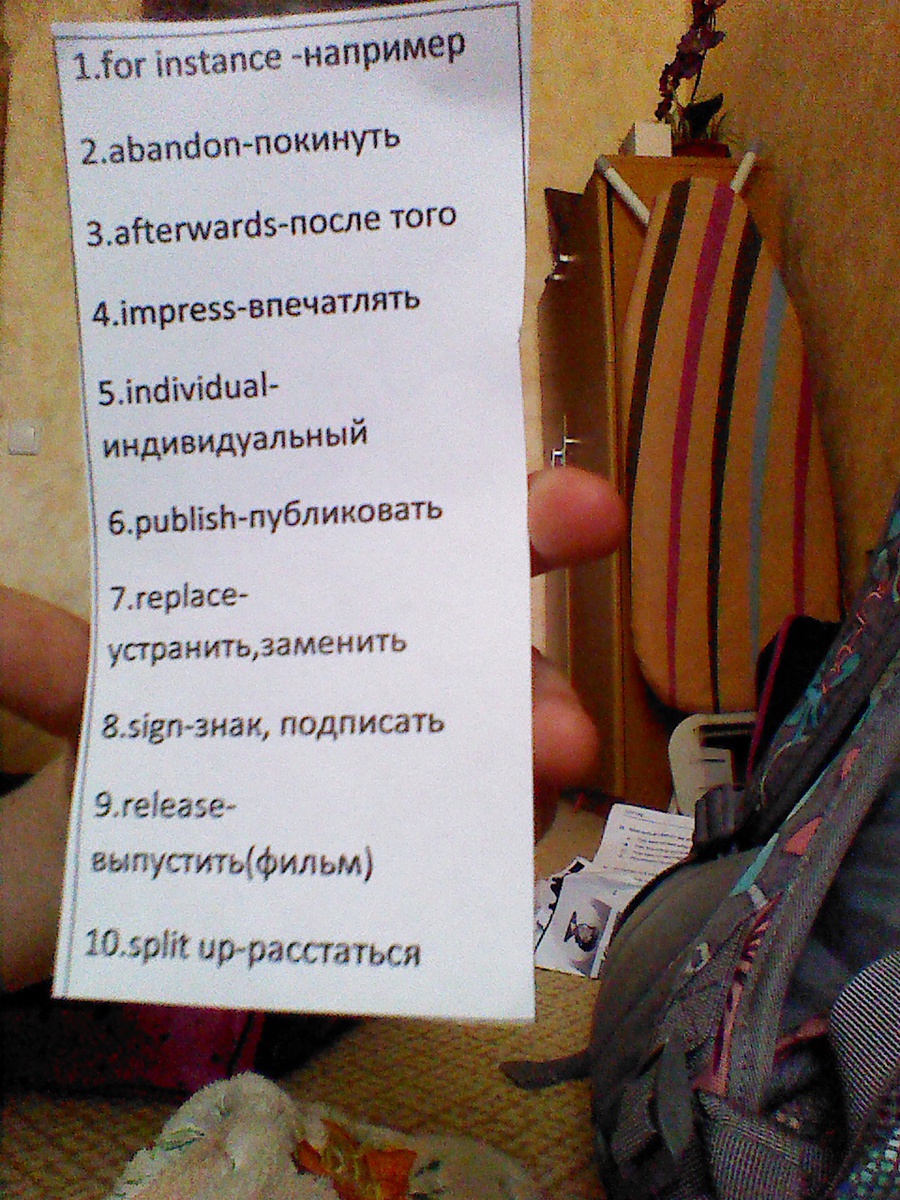 1.for instance -например
2.abandon-покинуть
3.afterwards-после того
4.impress-впечатлять
5.individual-
индивидуальный
6.publish-публиковать
7.replace-
устранить,заменить
8.sign-знак, подписать
9.release-
выпустить(фильм)
10.split up-расстаться